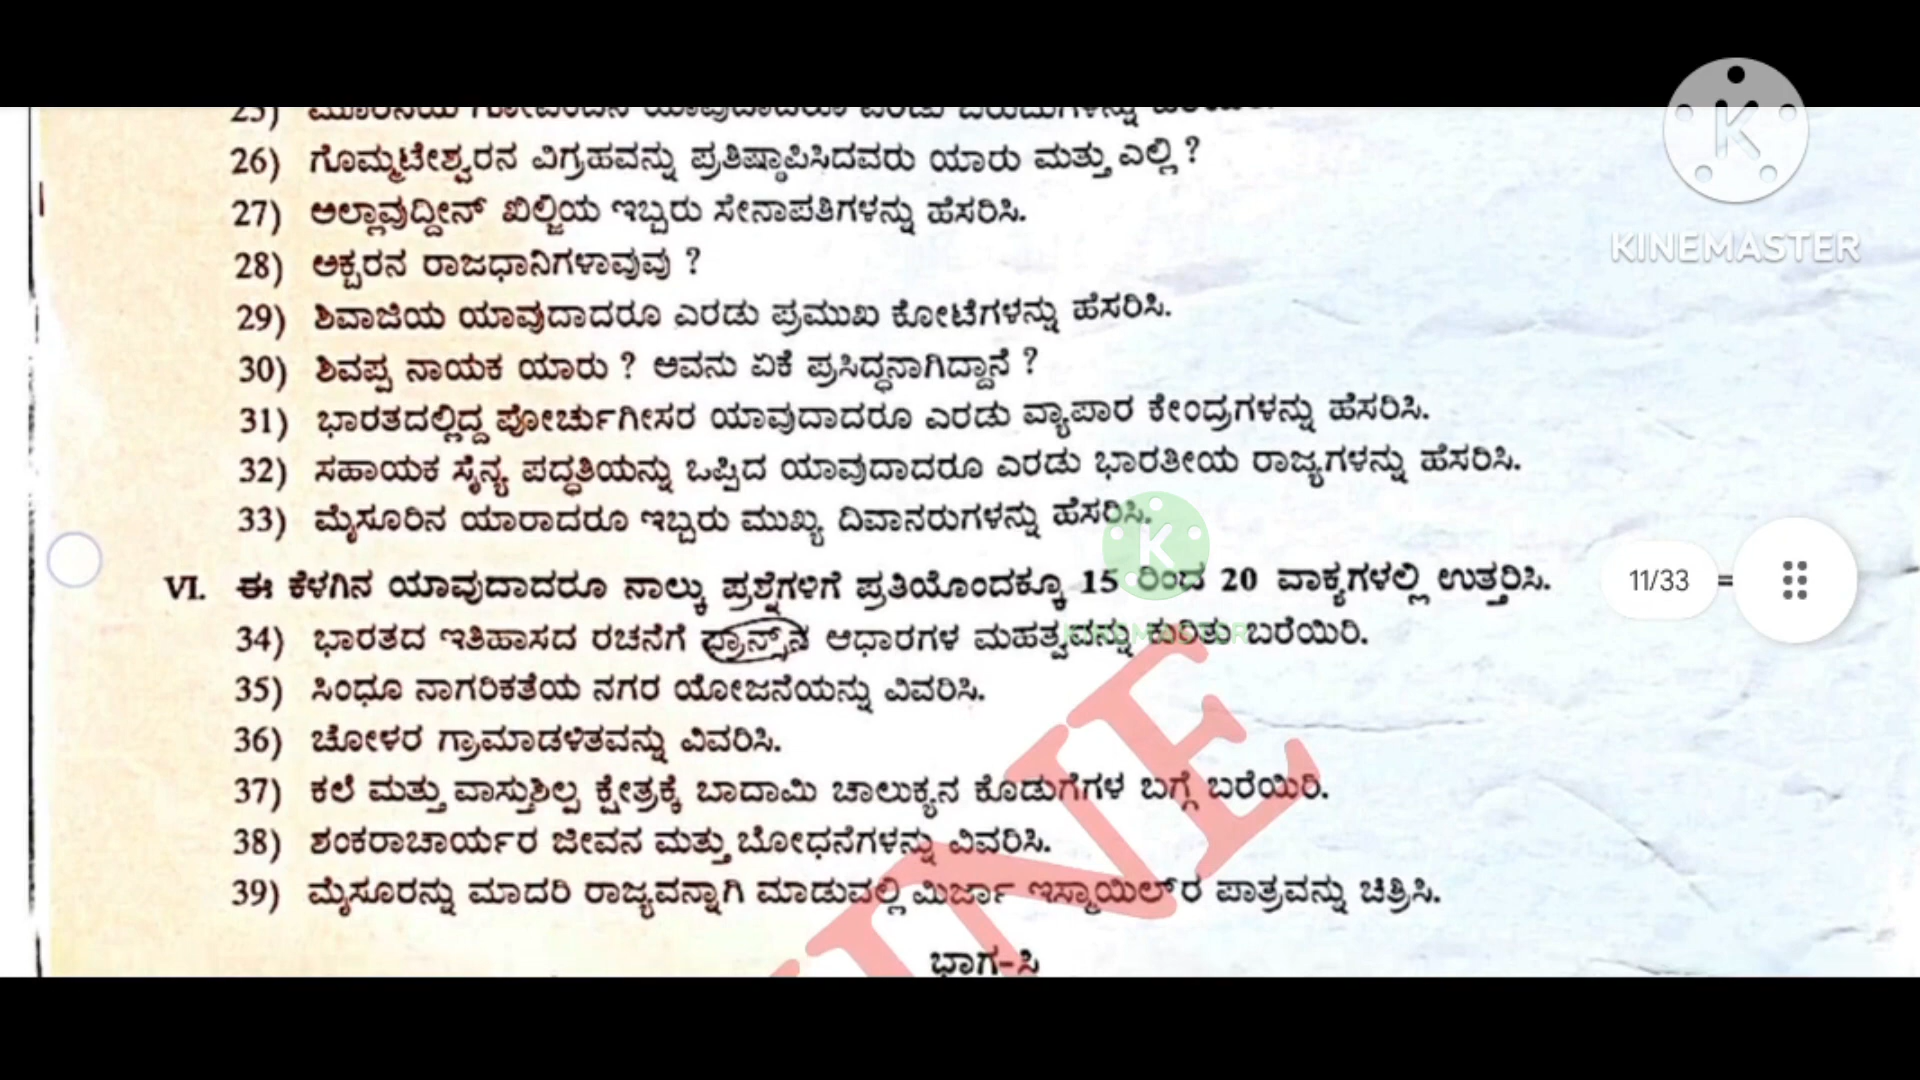 26) ಗೊಮ್ಮಟೇಶ್ವರನ ವಿಗ್ರಹವನ್ನು ಪ್ರತಿಷ್ಠಾಪಿಸಿದವರು ಯಾರು ಮತ್ತು ಎಲ್ಲಿ ?
27) ಅಲ್ಲಾವುದ್ದೀನ್ ಖಿಲ್ಜಿಯ ಇಬ್ಬರು ಸೇನಾಪತಿಗಳನ್ನು ಹೆಸರಿಸಿ.
KINEMASTER
28) ಅಕ್ಬರನ ರಾಜಧಾನಿಗಳಾವುವು ?
29) ಶಿವಾಜಿಯ ಯಾವುದಾದರೂ ಎರಡು ಪ್ರಮುಖ ಕೋಟೆಗಳನ್ನು ಹೆಸರಿಸಿ.
30) ಶಿವಪ್ಪ ನಾಯಕ ಯಾರು ? ಅವನು ಏಕೆ ಪ್ರಸಿದ್ಧನಾಗಿದ್ದಾನೆ ?
31) ಭಾರತದಲ್ಲಿದ್ದ ಪೋರ್ಚುಗೀಸರ ಯಾವುದಾದರೂ ಎರಡು ವ್ಯಾಪಾರ ಕೇಂದ್ರಗಳನ್ನು ಹೆಸರಿಸಿ.
32) ಸಹಾಯಕ ಸೈನ್ಯ ಪದ್ಧತಿಯನ್ನು ಒಪ್ಪಿದ ಯಾವುದಾದರೂ ಎರಡು ಭಾರತೀಯ ರಾಜ್ಯಗಳನ್ನು ಹೆಸರಿಸಿ.
33) ಮೈಸೂರಿನ ಯಾರಾದರೂ ಇಬ್ಬರು ಮುಖ್ಯ ದಿವಾನರುಗಳನ್ನು ಹೆಸರಿಸಿ.
VI. ಈ ಕೆಳಗಿನ ಯಾವುದಾದರೂ ನಾಲ್ಕು ಪ್ರಶ್ನೆಗಳಿಗೆ ಪ್ರತಿಯೊಂದಕ್ಕೂ 15 ರಿಂದ 20 ವಾಕ್ಯಗಳಲ್ಲಿ ಉತ್ತರಿಸಿ.
11/33 =
34) ಭಾರತದ ಇತಿಹಾಸದ ರಚನೆಗೆ ಆಧಾರಗಳ ಮಹತ್ವವನ್ನು ಕುರಿತು ಬರೆಯಿರಿ.
KINEMASTER
35) ಸಿಂಧೂ ನಾಗರಿಕತೆಯ ನಗರ ಯೋಜನೆಯನ್ನು ವಿವರಿಸಿ.
36) ಚೋಳರ ಗ್ರಾಮಾಡಳಿತವನ್ನು ವಿವರಿಸಿ.
37) ಕಲೆ ಮತ್ತು ವಾಸ್ತುಶಿಲ್ಪ ಕ್ಷೇತ್ರಕ್ಕೆ ಬಾದಾಮಿ ಚಾಲುಕ್ಯನ ಕೊಡುಗೆಗಳ ಬಗ್ಗೆ ಬರೆಯಿರಿ.
38) ಶಂಕರಾಚಾರ್ಯರ ಜೀವನ ಮತ್ತು ಬೋಧನೆಗಳನ್ನು ವಿವರಿಸಿ.
39) ಮೈಸೂರನ್ನು ಮಾದರಿ ರಾಜ್ಯವನ್ನಾಗಿ ಮಾಡುವಲ್ಲಿ ಮಿರ್ಜಾ ಇಸ್ಮಾಯಿಲ್‌ರ ಪಾತ್ರವನ್ನು ಚಿತ್ರಿಸಿ.
ಭಾಗ-ಸಿ